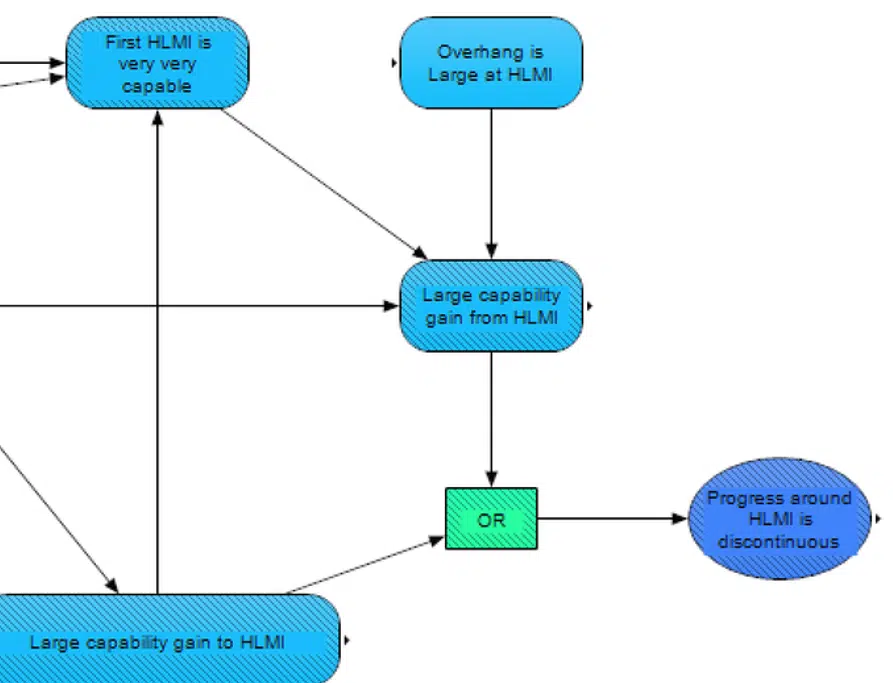 First HLMI is
very very
capable
Overhang is
Large at HLMI
Large capability
gain from HLMI
OR
Progress around
HLMI is
discontinuous
Large capability gain to HLMI